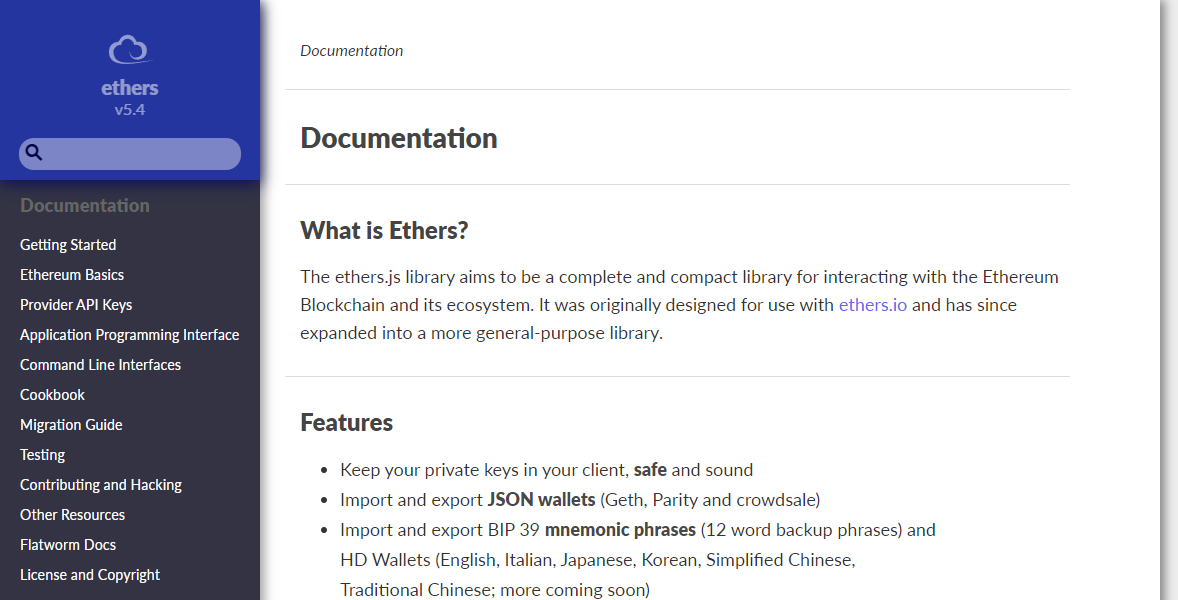 ethers
v5.4
Documentation
Getting Started
Ethereum Basics
Provider API Keys
Application Programming Interface
Command Line Interfaces
Cookbook
Migration Guide
Testing
Contributing and Hacking
Other Resources
Flatworm Docs
License and Copyright
Documentation
Documentation
What is Ethers?
The ethers.js library aims to be a complete and compact library for interacting with the Ethereum
Blockchain and its ecosystem. It was originally designed for use with ethers.io and has since
expanded into a more general-purpose library.
Features
• Keep your private keys in your client, safe and sound
• Import and export JSON wallets (Geth, Parity and crowdsale)
• Import and export BIP 39 mnemonic phrases (12 word backup phrases) and
HD Wallets (English, Italian, Japanese, Korean, Simplified Chinese,
Traditional Chinese; more coming soon)